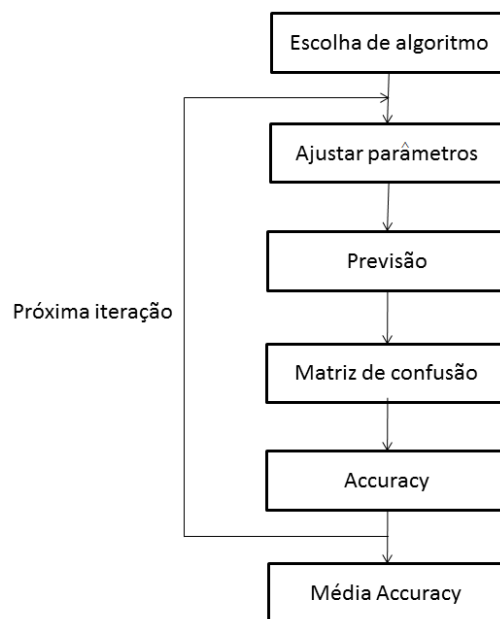 Escolha de algoritmo
Ajustar parâmetros
Previsão
Próxima iteração
Matriz de confusão
Accuracy
Média Accuracy